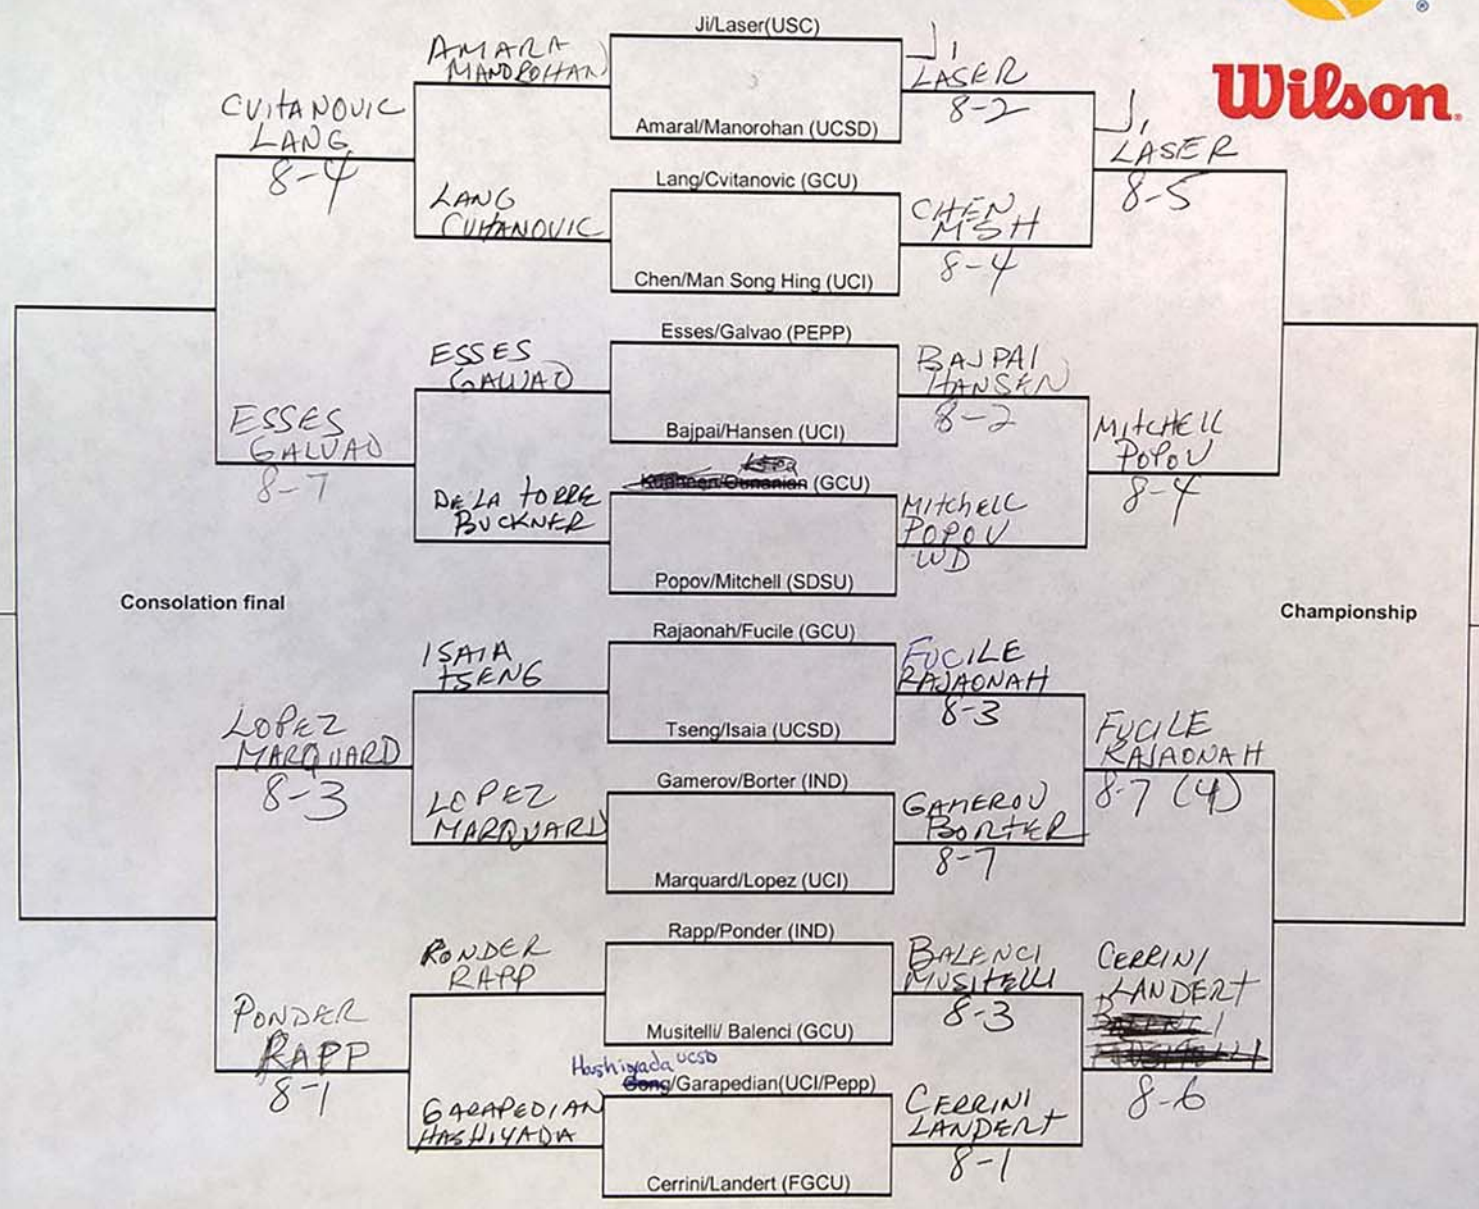 ®
Wilson.
Ji/Laser(USC)
AMARA
MANOROHAN
JI
LASER
8-2
Amaral/Manorohan (UCSD)
CVITANOVIC
LANG
8-4
JI
LASER
8-5
Lang/Cvitanovic (GCU)
LANG
CVITANOVIC
CHEN
MSH
8-4
Chen/Man Song Hing (UCI)
Esses/Galvao (PEPP)
ESSES
GALVAO
BAJPAI
HANSEN
8-2
Bajpai/Hansen (UCI)
ESSES
GALVAO
8-7
MITCHELL
POPOV
8-4
(GCU)
DE LA TORRE
BUCKNER
MITCHELL
POPOV
WD
Popov/Mitchell (SDSU)
Consolation final
Championship
Rajaonah/Fucile (GCU)
ISAIA
TSENG
FUCILE
RAJAONAH
8-3
Tseng/Isaia (UCSD)
LOPEZ
MARQUARD
8-3
FUCILE
RAJAONAH
8-7 (4)
Gamerov/Borter (IND)
LOPEZ
MARQUARD
GAMEROV
BORTER
8-7
Marquard/Lopez (UCI)
Rapp/Ponder (IND)
PONDER
RAPP
BALENCI
MUSITELLI
8-3
Musitelli/ Balenci (GCU)
PONDER
RAPP
8-1
CERRINI
LANDERT
8-6
Hashiyada UCSD
/Garapedian(UCI/Pepp)
GARAPEDIAN
HASHIYADA
CERRINI
LANDERT
8-1
Cerrini/Landert (FGCU)